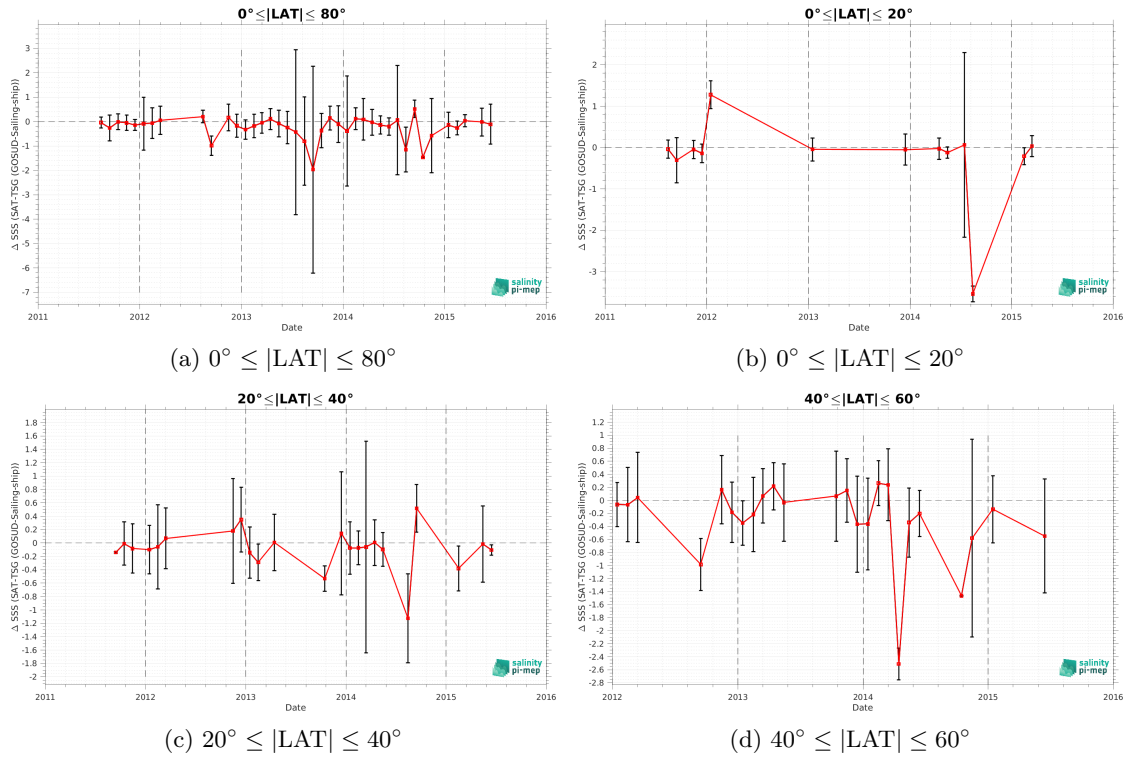 0°≤|LAT|≤ 80°
Δ SSS (SAT-TSG (GOSUD-Sailing-ship))
3
2
1
0
-1
-2
-3
-4
-5
-6
-7
2011 2012 2013 2014 2015 2016
Date
salinity
pi-mep
(a) 0° ≤ |LAT| ≤ 80°
0°≤|LAT|≤ 20°
Δ SSS (SAT-TSG (GOSUD-Sailing-ship))
2
1
0
-1
-2
-3
2011 2012 2013 2014 2015 2016
Date
salinity
pi-mep
(b) 0° ≤ |LAT| ≤ 20°
20°≤|LAT|≤ 40°
Δ SSS (SAT-TSG (GOSUD-Sailing-ship))
1.8
1.6
1.4
1.2
1
0.8
0.6
0.4
0.2
0
-0.2
-0.4
-0.6
-0.8
-1
-1.2
-1.4
-1.6
-1.8
-2
2011 2012 2013 2014 2015 2016
Date
salinity
pi-mep
(c) 20° ≤ |LAT| ≤ 40°
40°≤|LAT|≤ 60°
Δ SSS (SAT-TSG (GOSUD-Sailing-ship))
1.2
1
0.8
0.6
0.4
0.2
0
-0.2
-0.4
-0.6
-0.8
-1
-1.2
-1.4
-1.6
-1.8
-2
-2.2
-2.4
-2.6
-2.8
2012 2013 2014 2015 2016
Date
salinity
pi-mep
(d) 40° ≤ |LAT| ≤ 60°